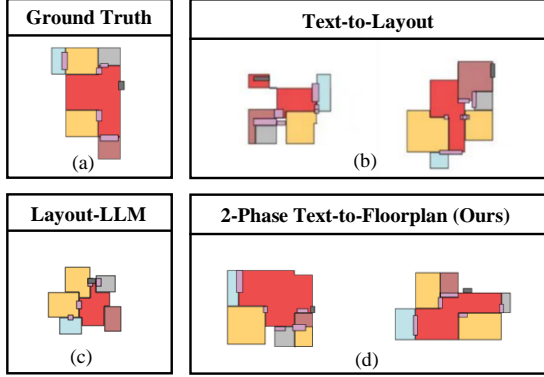 Ground Truth
Text-to-Layout
(a)
(b)
Layout-LLM
2-Phase Text-to-Floorplan (Ours)
(c)
(d)